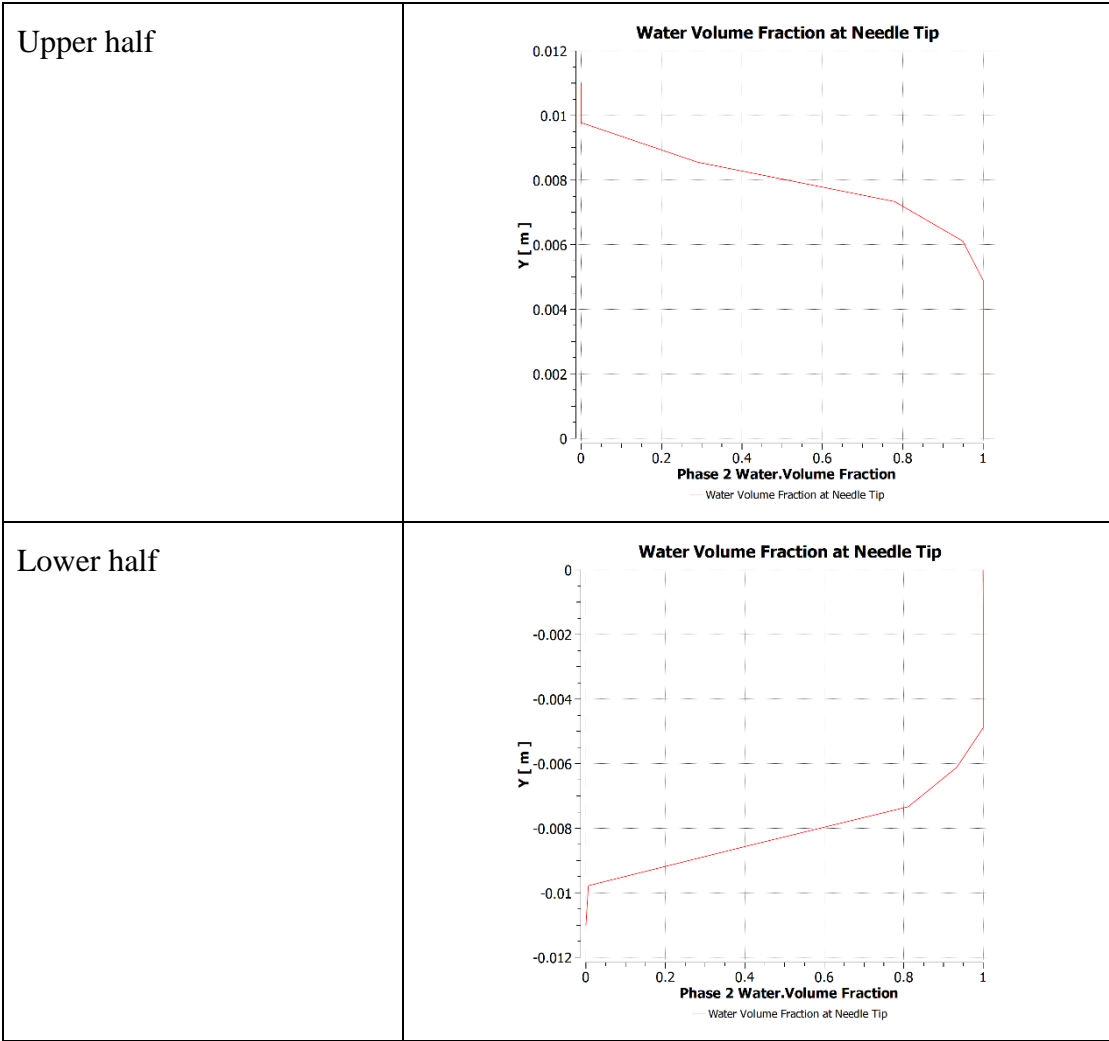 Upper half
Water Volume Fraction at Needle Tip
0.012
0.01
0.008
0.006
0.004
0.002
0
Y [ m ]
0 0.2 0.4 0.6 0.8 1
Phase 2 Water.Volume Fraction
Water Volume Fraction at Needle Tip
Lower half
Water Volume Fraction at Needle Tip
0
-0.002
-0.004
-0.006
-0.008
-0.01
-0.012
Y [ m ]
0 0.2 0.4 0.6 0.8 1
Phase 2 Water.Volume Fraction
Water Volume Fraction at Needle Tip